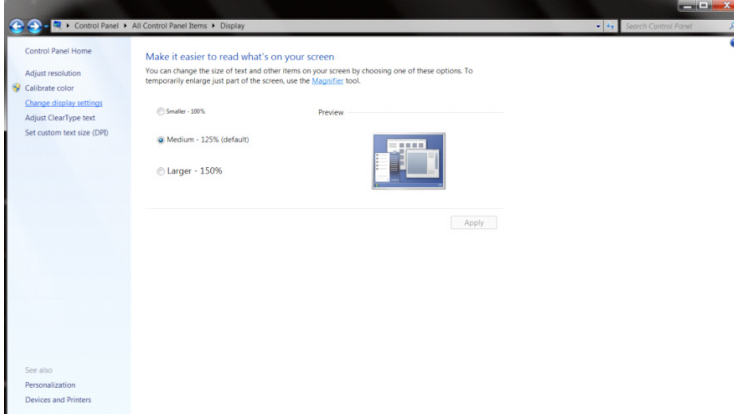 Control Panel ▸ All Control Panel Items ▸ Display
Search Control Panel
Control Panel Home
Adjust resolution
Calibrate color
Change display settings
Adjust ClearType text
Set custom text size (DPI)
Make it easier to read what's on your screen
You can change the size of text and other items on your screen by choosing one of these options. To
temporarily enlarge just part of the screen, use the Magnifier tool.
Smaller - 100%
Preview
Medium - 125% (default)
Larger - 150%
Apply
See also
Personalization
Devices and Printers